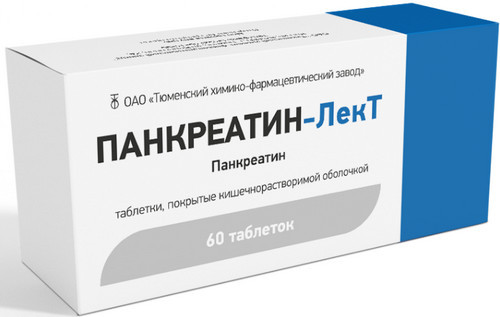 ОАО «Тюменский химико-фармацевтический завод»
ПАНКРЕАТИН-ЛекТ
Панкреатин
таблетки, покрытые кишечнорастворимой оболочкой
60 таблеток